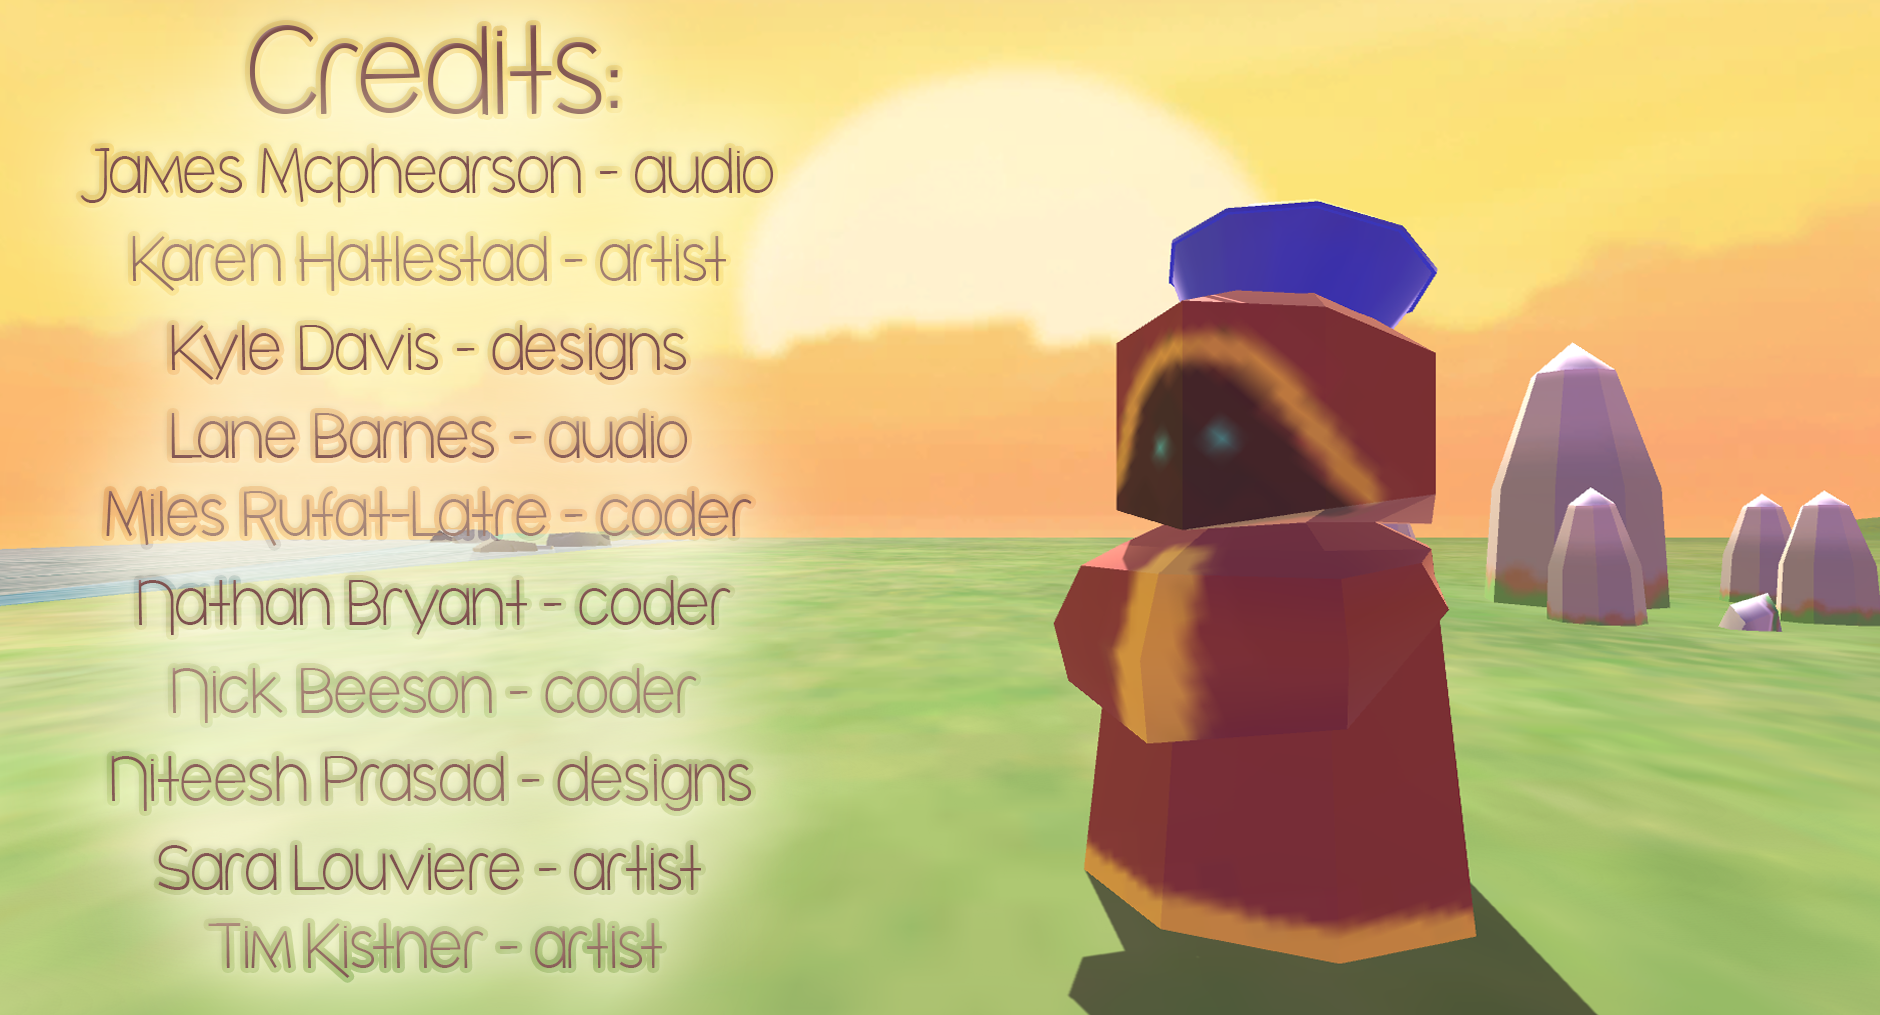 Credits:
James Mcphearson - audio
Karen Hatlestad - artist
Kyle Davis - designs
Lane Barnes - audio
Miles Rufat-Latre - coder
Nathan Bryant - coder
Nick Beeson - coder
Niteesh Prasad - designs
Sara Louviere - artist
Tim Kistner - artist